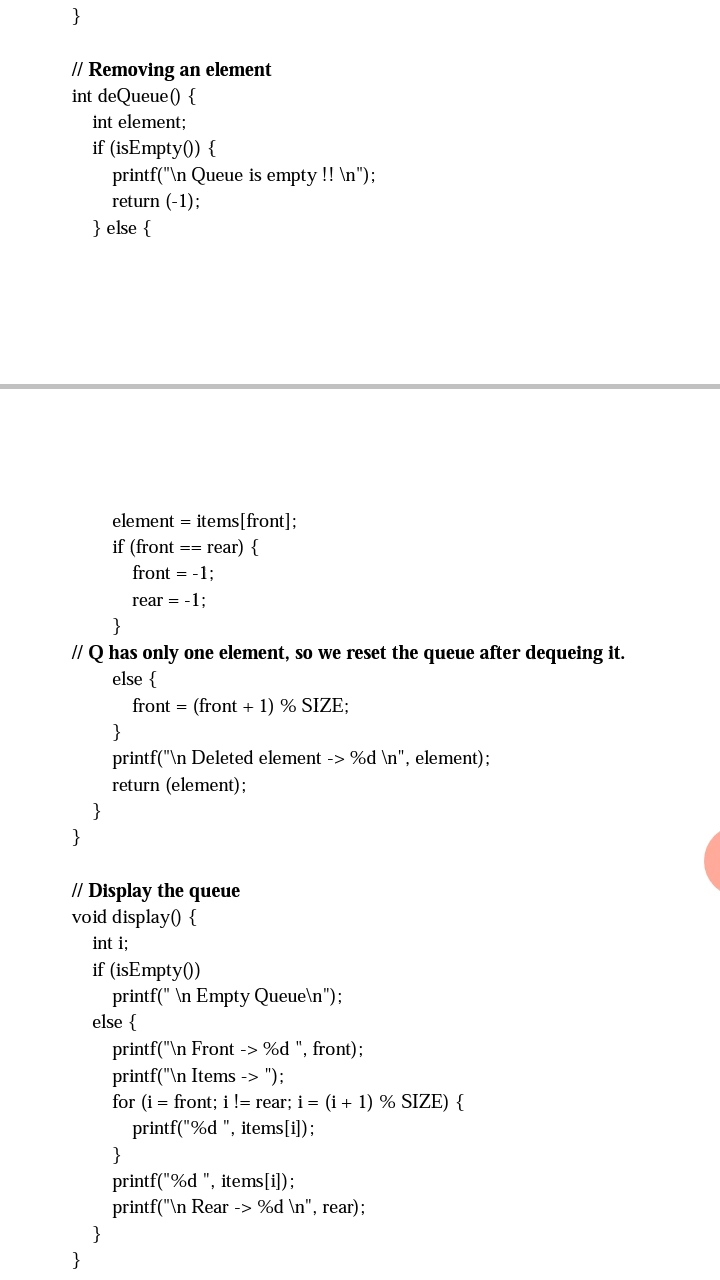 }
// Removing an element
int deQueue() {
int element;
if (isEmpty()) {
printf("\n Queue is empty !! \n");
return (-1);
} else {
element = items[front];
if (front == rear) {
front = -1;
rear = -1;
}
// Q has only one element, so we reset the queue after dequeing it.
else {
front = (front + 1) % SIZE;
}
printf("\n Deleted element -> %d \n", element);
return (element);
}
}
// Display the queue
void display() {
int i;
if (isEmpty())
printf(" \n Empty Queue\n");
else {
printf("\n Front -> %d ", front);
printf("\n Items -> ");
for (i = front; i != rear; i = (i + 1) % SIZE) {
printf("%d ", items[i]);
}
printf("%d ", items[i]);
printf("\n Rear -> %d \n", rear);
}
}